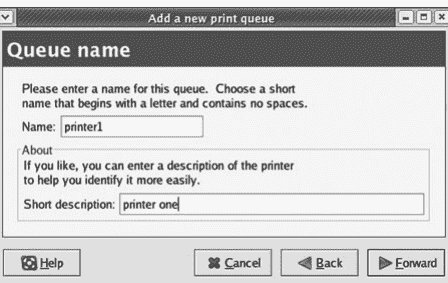 Add a new print queue
Queue name
Please enter a name for this queue. Choose a short
name that begins with a letter and contains no spaces.
Name: printer1
About
If you like, you can enter a description of the printer
to help you identify it more easily.
Short description: printer one
Help
Cancel
Back
Forward